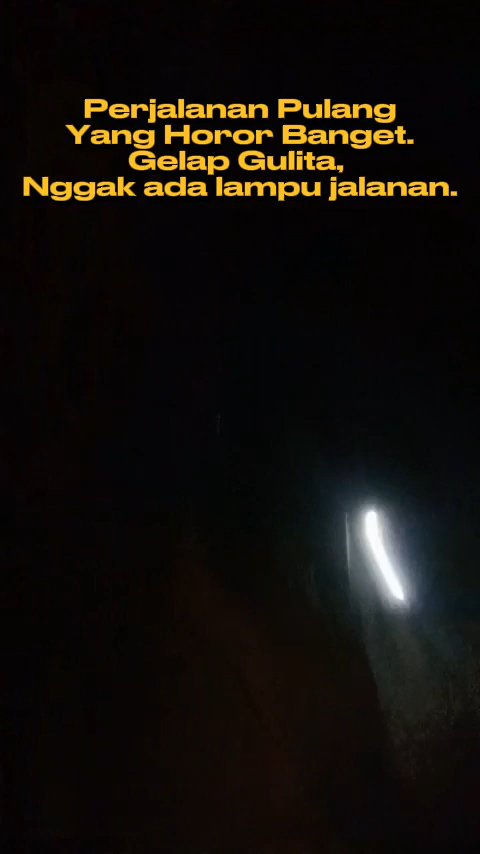 Perjalanan Pulang
Yang Horor Banget.
Gelap Gulita,
Nggak ada lampu jalanan.